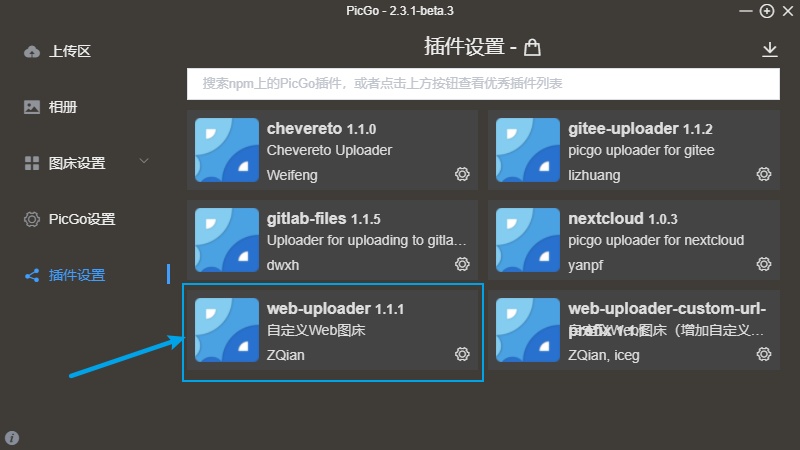 PicGo - 2.3.1-beta.3
上传区
相册
图床设置
PicGo设置
插件设置
插件设置 -
搜索npm上的PicGo插件，或者点击上方按钮查看优秀插件列表
chevereto 1.1.0
Chevereto Uploader
Weifeng
gitee-uploader 1.1.2
picgo uploader for gitee
lizhuang
gitlab-files 1.1.5
Uploader for uploading to gitla...
dwxh
nextcloud 1.0.3
picgo uploader for nextcloud
yanpf
web-uploader 1.1.1
自定义Web图床
ZQian
web-uploader-custom-url-
prefix
Web图床（增加自定义...
ZQian, iceg